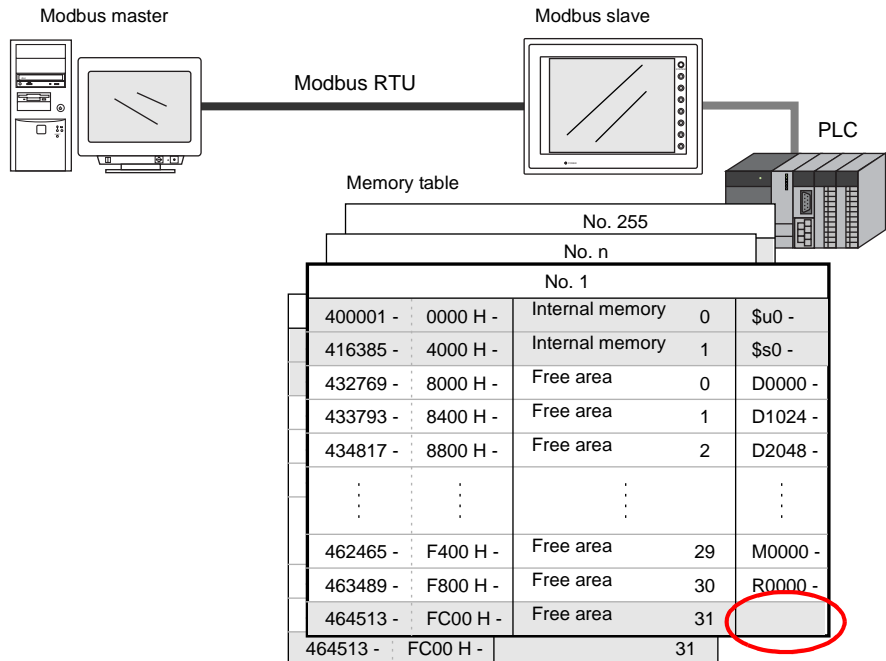 Modbus master
Modbus slave
Modbus RTU
PLC
Memory table
No. 255
No. n
No. 1
400001 - 0000 H - Internal memory 0 $u0 -
416385 - 4000 H - Internal memory 1 $s0 -
432769 - 8000 H - Free area 0 D0000 -
433793 - 8400 H - Free area 1 D1024 -
434817 - 8800 H - Free area 2 D2048 -
462465 - F400 H - Free area 29 M0000 -
463489 - F800 H - Free area 30 R0000 -
464513 - FC00 H - Free area 31
464513 - FC00 H - 31